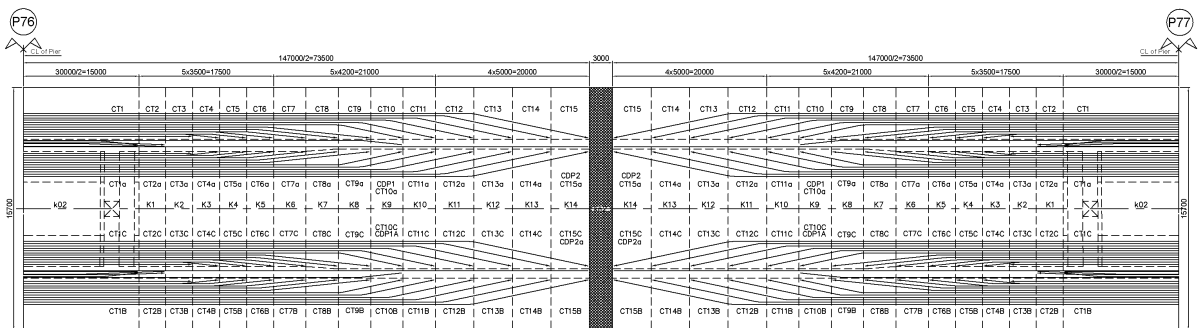 P76 P77
CL of Pier CL of Pier
147000/2=73500 3000 147000/2=73500
30000/2=15000 5x3500=17500 5x4200=21000 4x5000=20000 4x5000=20000 5x4200=21000 5x3500=17500 30000/2=15000
CT1 CT2 CT3 CT4 CT5 CT6 CT7 CT8 CT9 CT10 CT11 CT12 CT13 CT14 CT15 CT15 CT14 CT13 CT12 CT11 CT10 CT9 CT8 CT7 CT6 CT5 CT4 CT3 CT2 CT1
CDP2 CDP2
CT1a CT2a CT3a CT4a CT5a CT6a CT7a CT8a CT9a CDP1 CT11a CT12a CT13a CT14a CT15a CT15a CT14a CT13a CT12a CT11a CDP1 CT9a CT8a CT7a CT6a CT5a CT4a CT3a CT2a CT1a
CT10a CT10a
15700 k02 K1 K2 K3 K4 K5 K6 K7 K8 K9 K10 K11 K12 K13 K14 K14 K13 K12 K11 K10 K9 K8 K7 K6 K5 K4 K3 K2 K1 k02 15700
CT10C CT10C
CT1C CT2C CT3C CT4C CT5C CT6C CT7C CT8C CT9C CDP1A CT11C CT12C CT13C CT14C CT15C CT15C CT14C CT13C CT12C CT11C CDP1A CT9C CT8C CT7C CT6C CT5C CT4C CT3C CT2C CT1C
CDP2a CDP2a
CT1B CT2B CT3B CT4B CT5B CT6B CT7B CT8B CT9B CT10B CT11B CT12B CT13B CT14B CT15B CT15B CT14B CT13B CT12B CT11B CT10B CT9B CT8B CT7B CT6B CT5B CT4B CT3B CT2B CT1B